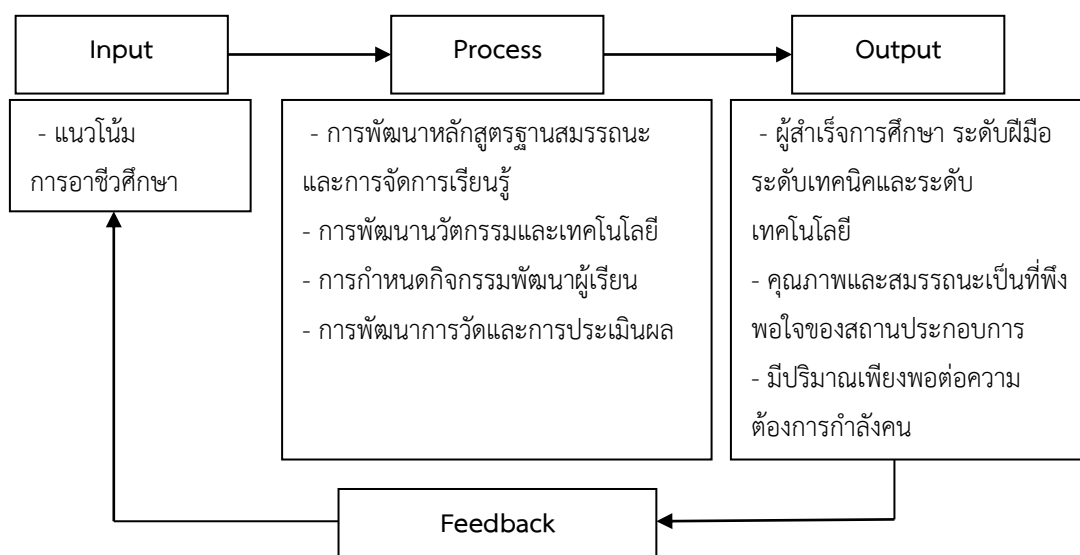 Input
Process
Output
- แนวโน้ม
การอาชีวศึกษา
- การพัฒนาหลักสูตรฐานสมรรถนะ
และการจัดการเรียนรู้
- การพัฒนานวัตกรรมและเทคโนโลยี
- การกำหนดกิจกรรมพัฒนาผู้เรียน
- การพัฒนาการวัดและการประเมินผล
- ผู้สำเร็จการศึกษา ระดับฝีมือ
ระดับเทคนิคและระดับ
เทคโนโลยี
- คุณภาพและสมรรถนะเป็นที่พึง
พอใจของสถานประกอบการ
- มีปริมาณเพียงพอต่อความ
ต้องการกำลังคน
Feedback